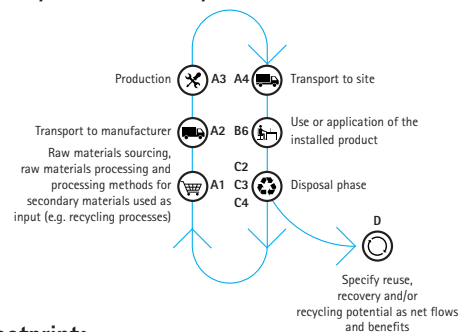 Production
A3
A4
Transport to site
Transport to manufacturer
A2
B6
Use or application of the
installed product
Raw materials sourcing,
raw materials processing and
processing methods for
secondary materials used as
input (e.g. recycling processes)
A1
C2
C3
C4
Disposal phase
D
Specify reuse,
recovery and/or
recycling potential as net flows
and benefits